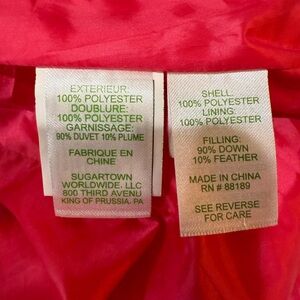 EXTERIEUR:
100% POLYESTER
DOUBLURE:
100% POLYESTER
GARNISSAGE:
90% DUVET 10% PLUME
FABRIQUE EN
CHINE
SUGARTOWN
WORLDWIDE, LLC
800 THIRD AVENUE
KING OF PRUSSIA, PA
SHELL:
100% POLYESTER
LINING:
100% POLYESTER
FILLING:
90% DOWN
10% FEATHER
MADE IN CHINA
RN # 88189
SEE REVERSE
FOR CARE